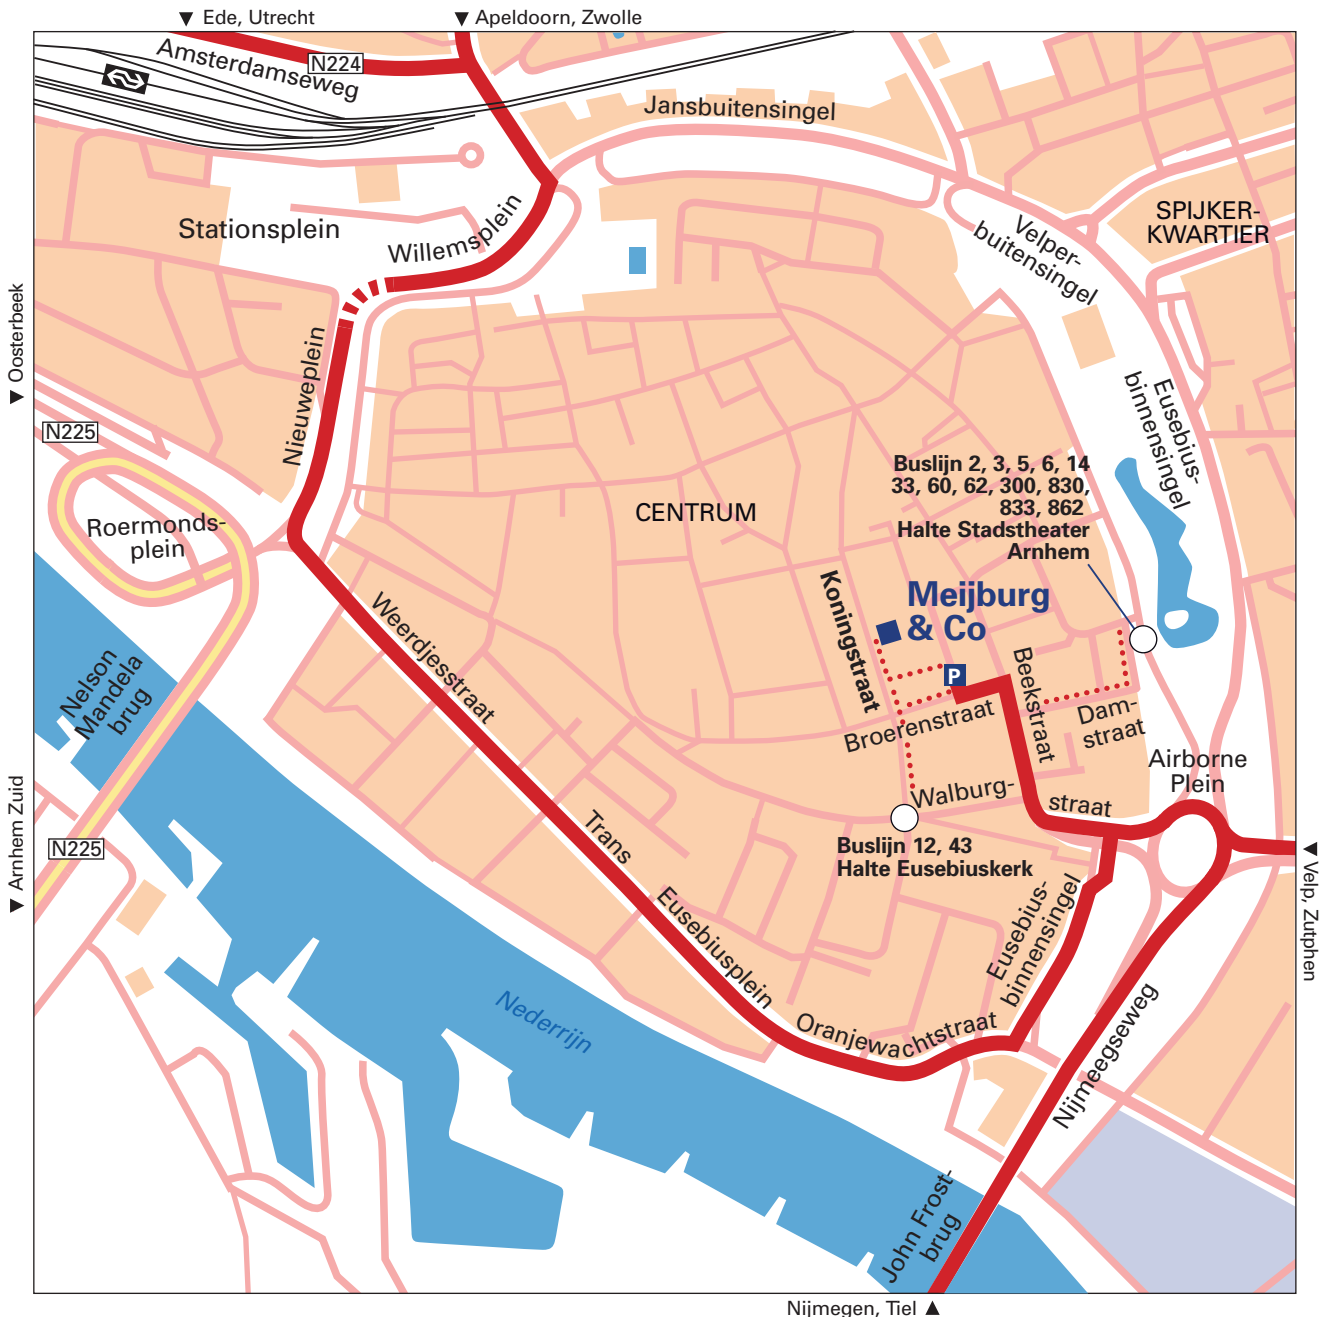 ▼ Ede, Utrecht
▼ Apeldoorn, Zwolle
Amsterdamseweg
N224
Jansbuitensingel
Stationsplein
Willemsplein
Velper-
buitensingel
SPIJKER-
KWARTIER
▼ Oosterbeek
Nieuweplein
Eusebius-
binnensingel
N225
Roermonds-
plein
CENTRUM
Buslijn 2, 3, 5, 6, 14
33, 60, 62, 300, 830,
833, 862
Halte Stadstheater
Arnhem
Meijburg
& Co
Koningstraat
P
Weerdjesstraat
Nelson
Mandela
brug
Beekstraat
Broerenstraat
Dam-
straat
Airborne
Plein
Walburg-
straat
▼ Arnhem Zuid
N225
Trans
Buslijn 12, 43
Halte Eusebiuskerk
▼ Velp, Zutphen
Eusebiusplein
Eusebius-
binnensingel
Nederrijn
Oranjewachtstraat
Nijmeegseweg
John Frost-
brug
Nijmegen, Tiel ▲